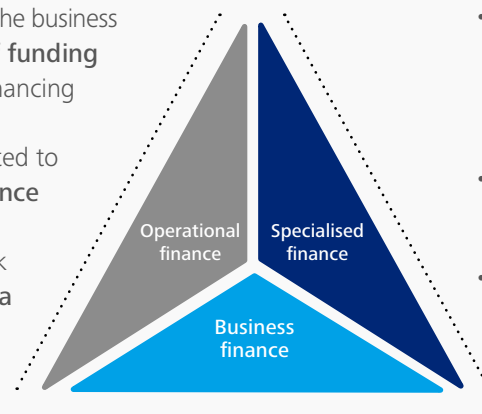 he business
funding
nancing
ted to
nce
k
a
Operational
finance
Specialised
finance
Business
finance